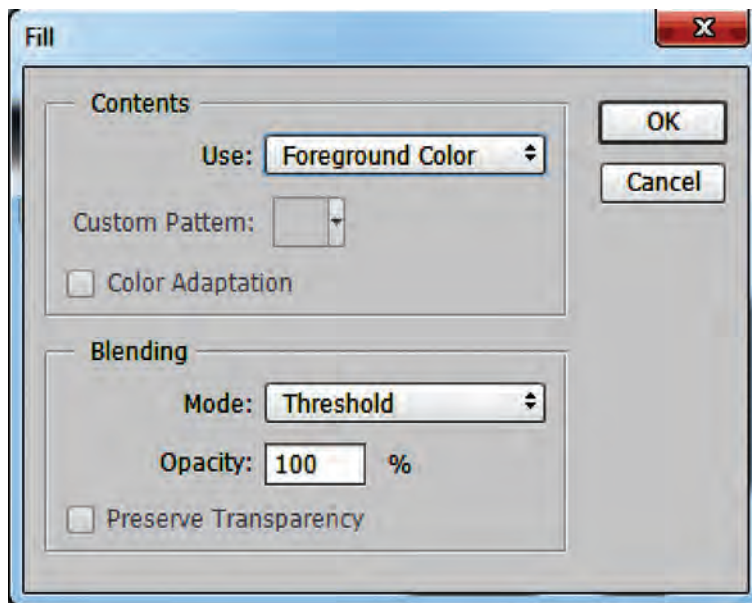 Fill
Contents
Use: Foreground Color
OK
Cancel
Custom Pattern:
Color Adaptation
Blending
Mode: Threshold
Opacity: 100 %
Preserve Transparency